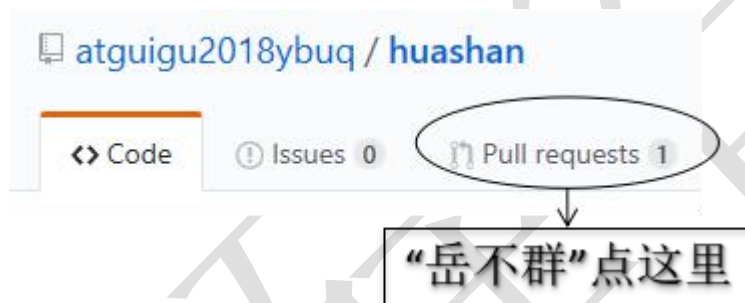 atguigu2018ybuq / huashan
Code Issues 0 Pull requests 1
“岳不群”点这里